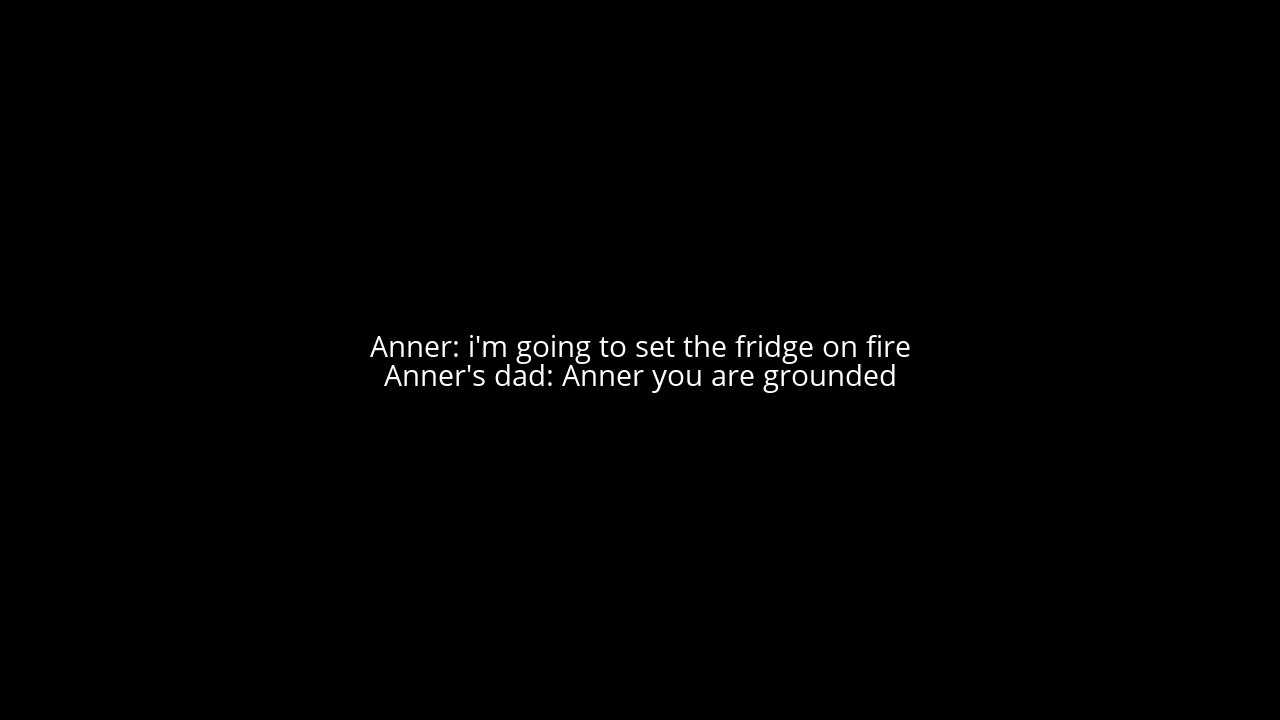 Anner: i'm going to set the fridge on fire
Anner's dad: Anner you are grounded